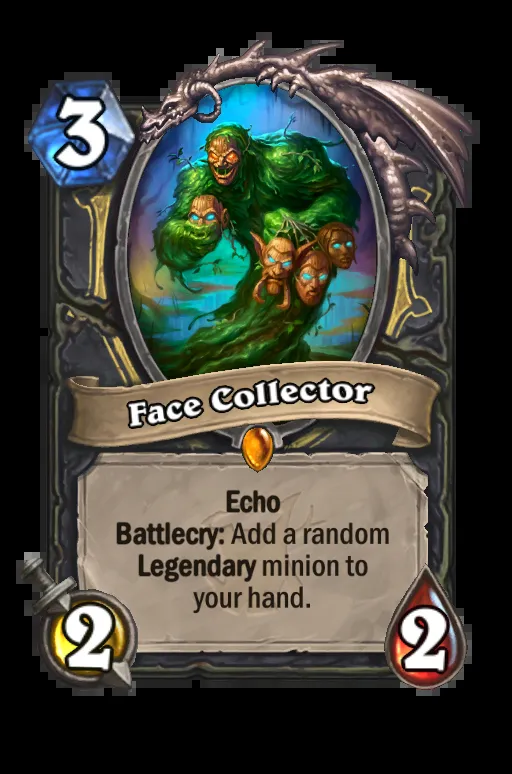 3
Face Collector
Echo
Battlecry: Add a random
Legendary minion to
your hand.
2
2